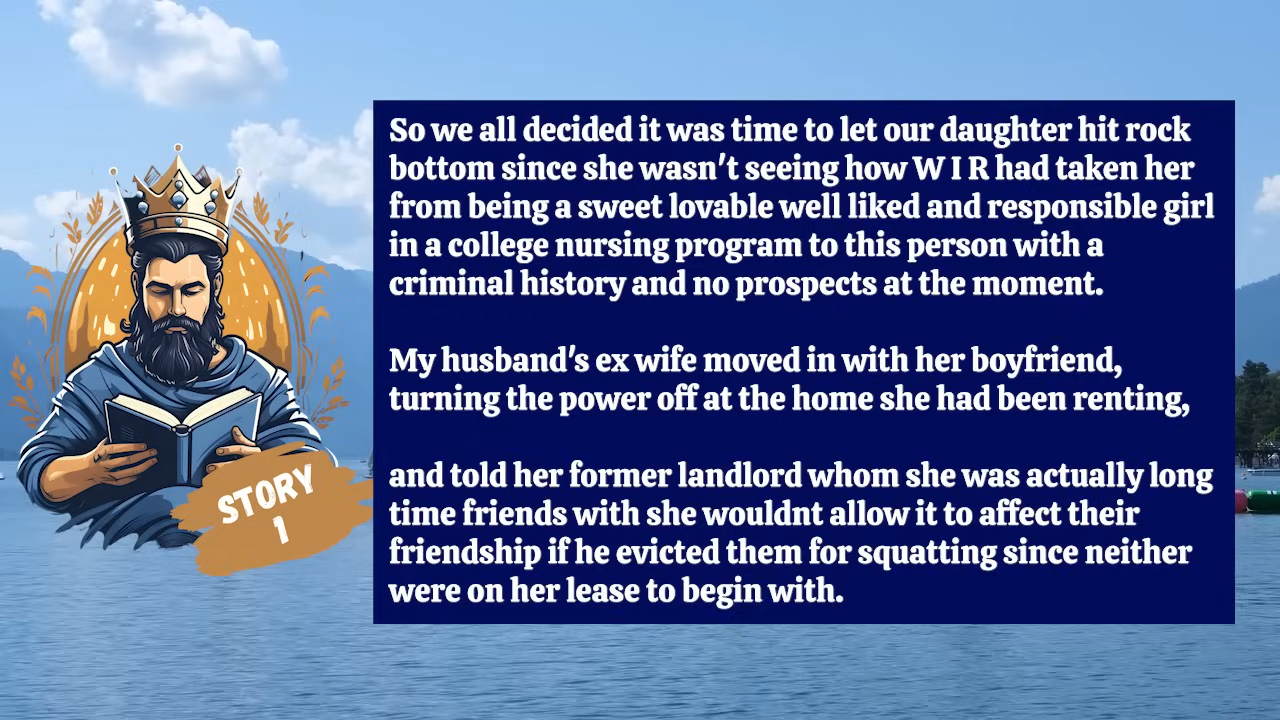 So we all decided it was time to let our daughter hit rock
bottom since she wasn't seeing how W I R had taken her
from being a sweet lovable well liked and responsible girl
in a college nursing program to this person with a
criminal history and no prospects at the moment.
My husband's ex wife moved in with her boyfriend,
turning the power off at the home she had been renting,
and told her former landlord whom she was actually long
time friends with she wouldnt allow it to affect their
friendship if he evicted them for squatting since neither
were on her lease to begin with.
STORY
1